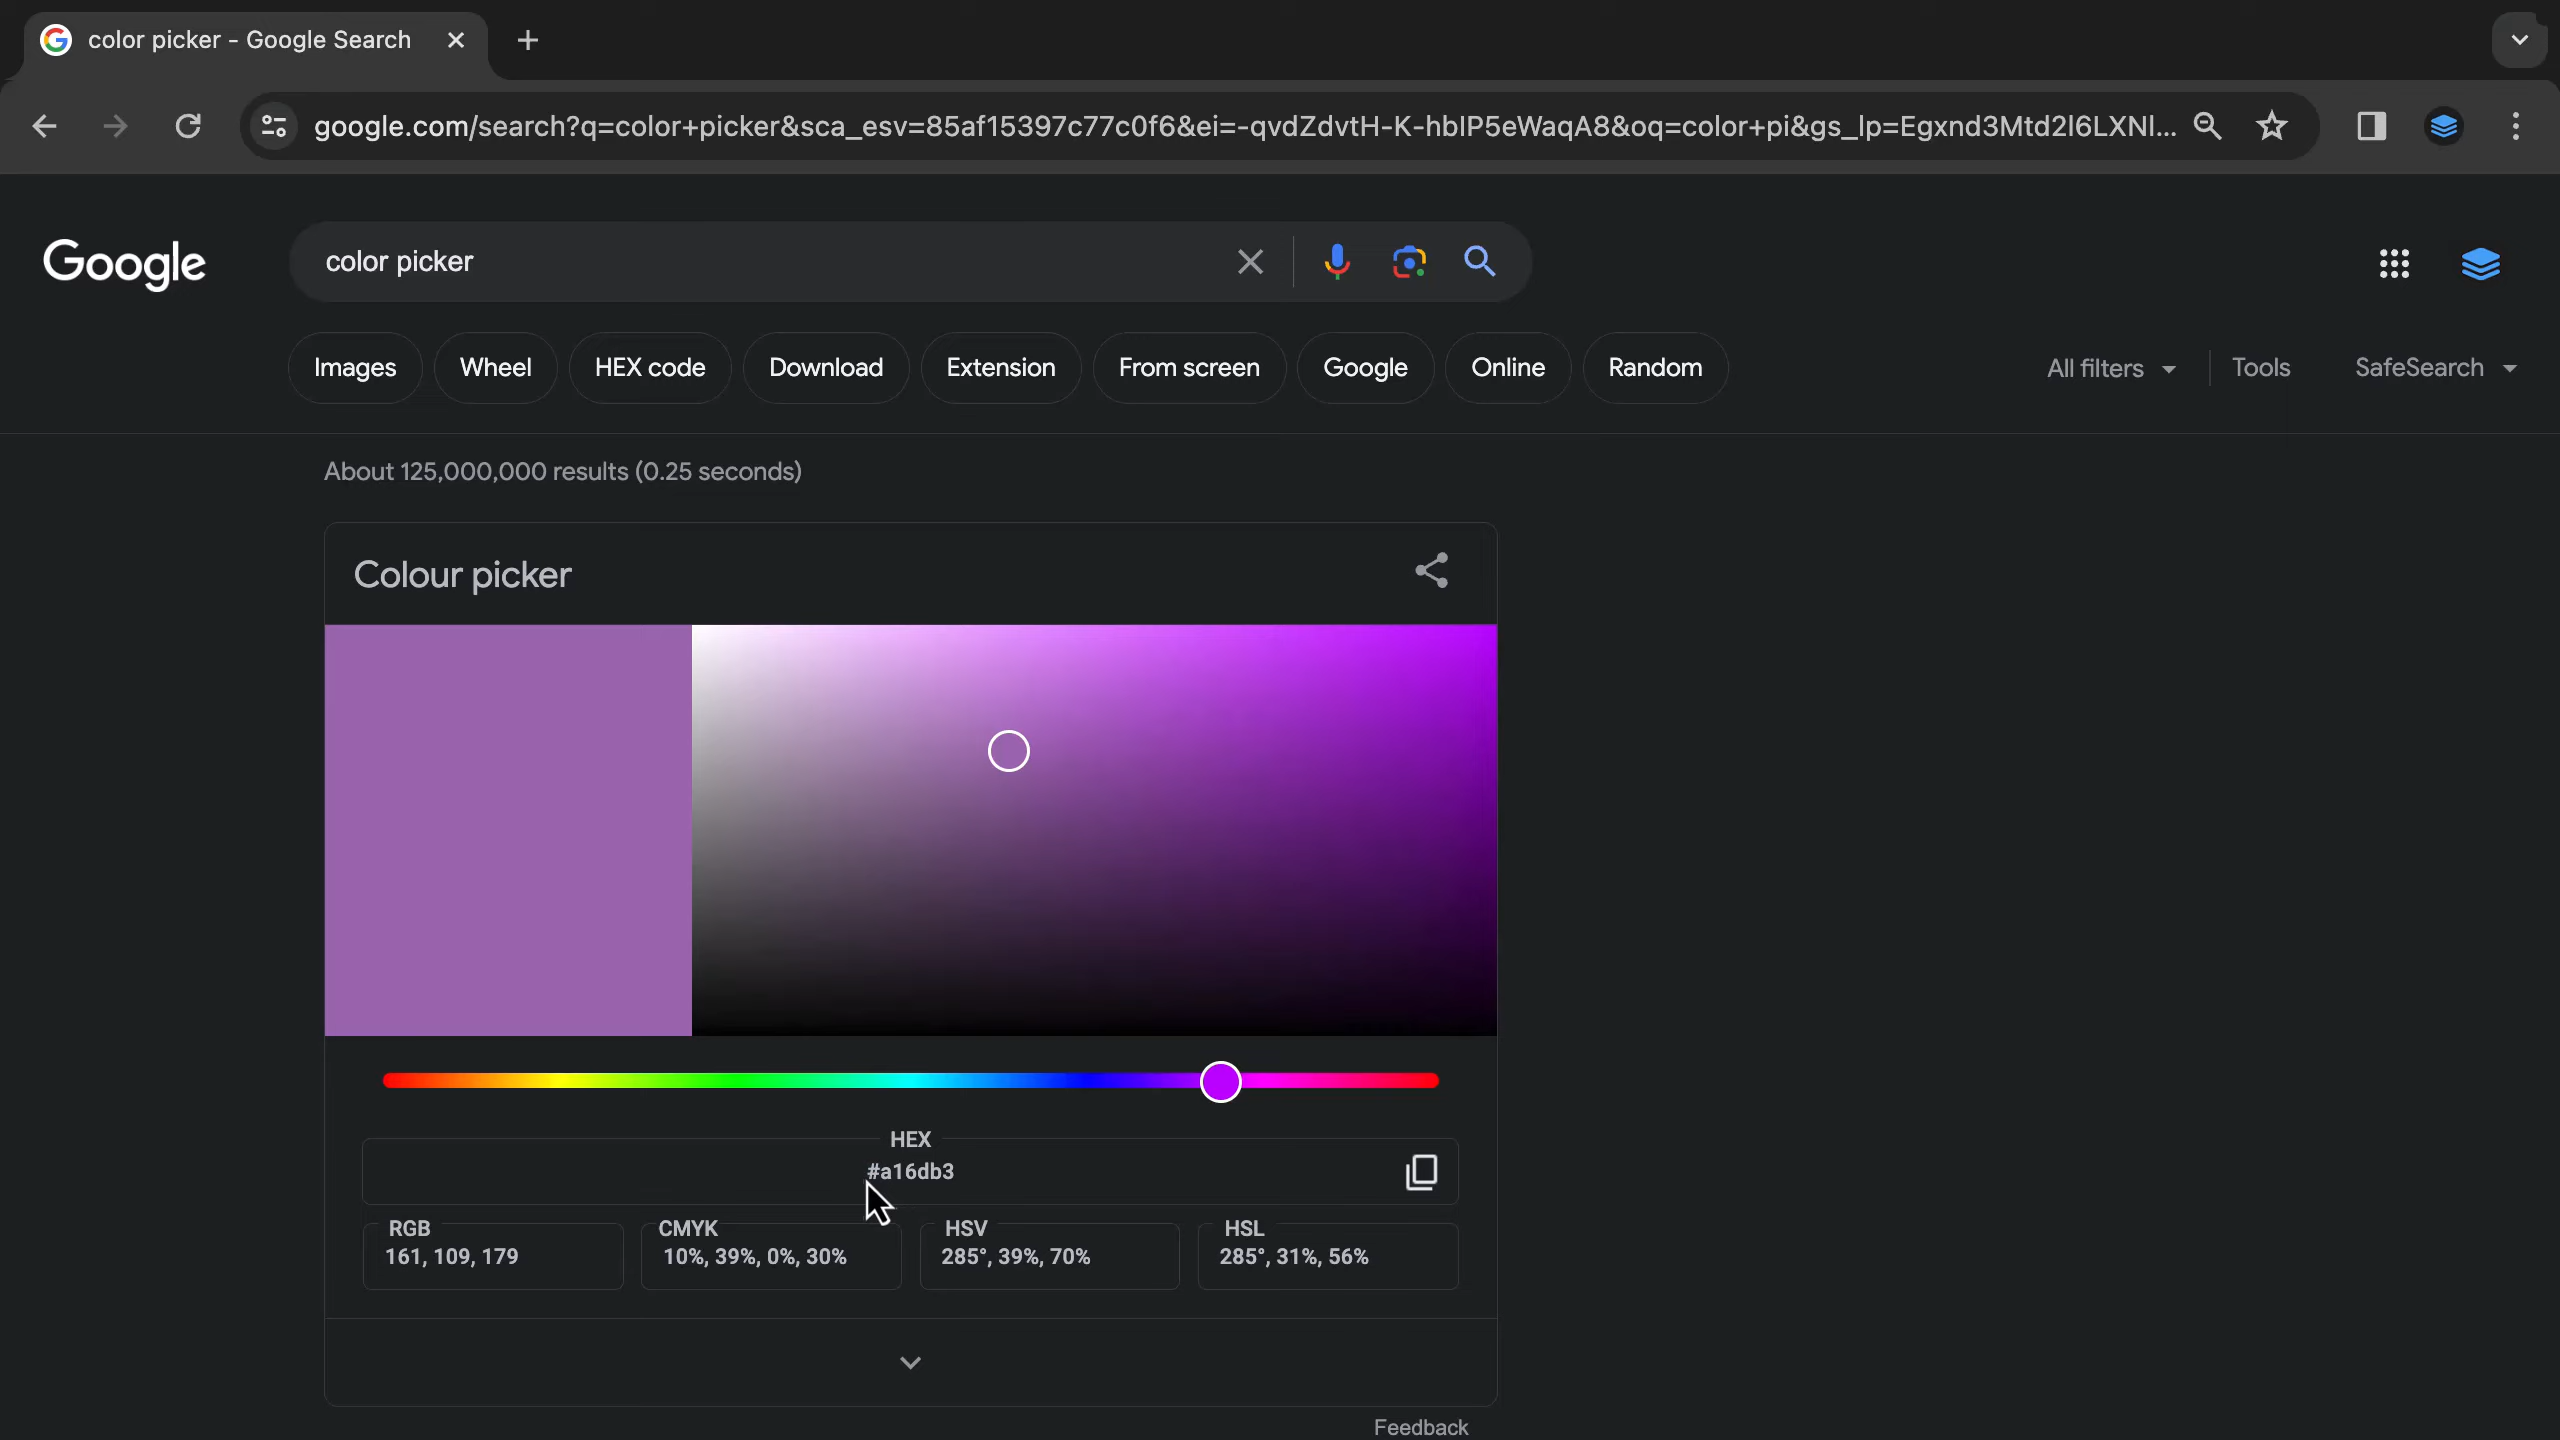 color picker - Google Search
google.com/search?q=color+picker&sca_esv=85af15397c77c0f6&ei=-qvdZdvtH-K-hbIP5eWaqA8&oq=color+pi&gs_lp=Egxnd3Mtd2l6LXNl...
Google
color picker
Images Wheel HEX code Download Extension From screen Google Online Random All filters Tools SafeSearch
About 125,000,000 results (0.25 seconds)
Colour picker
HEX
#a16db3
RGB CMYK HSV HSL
161, 109, 179 10%, 39%, 0%, 30% 285°, 39%, 70% 285°, 31%, 56%
Feedback